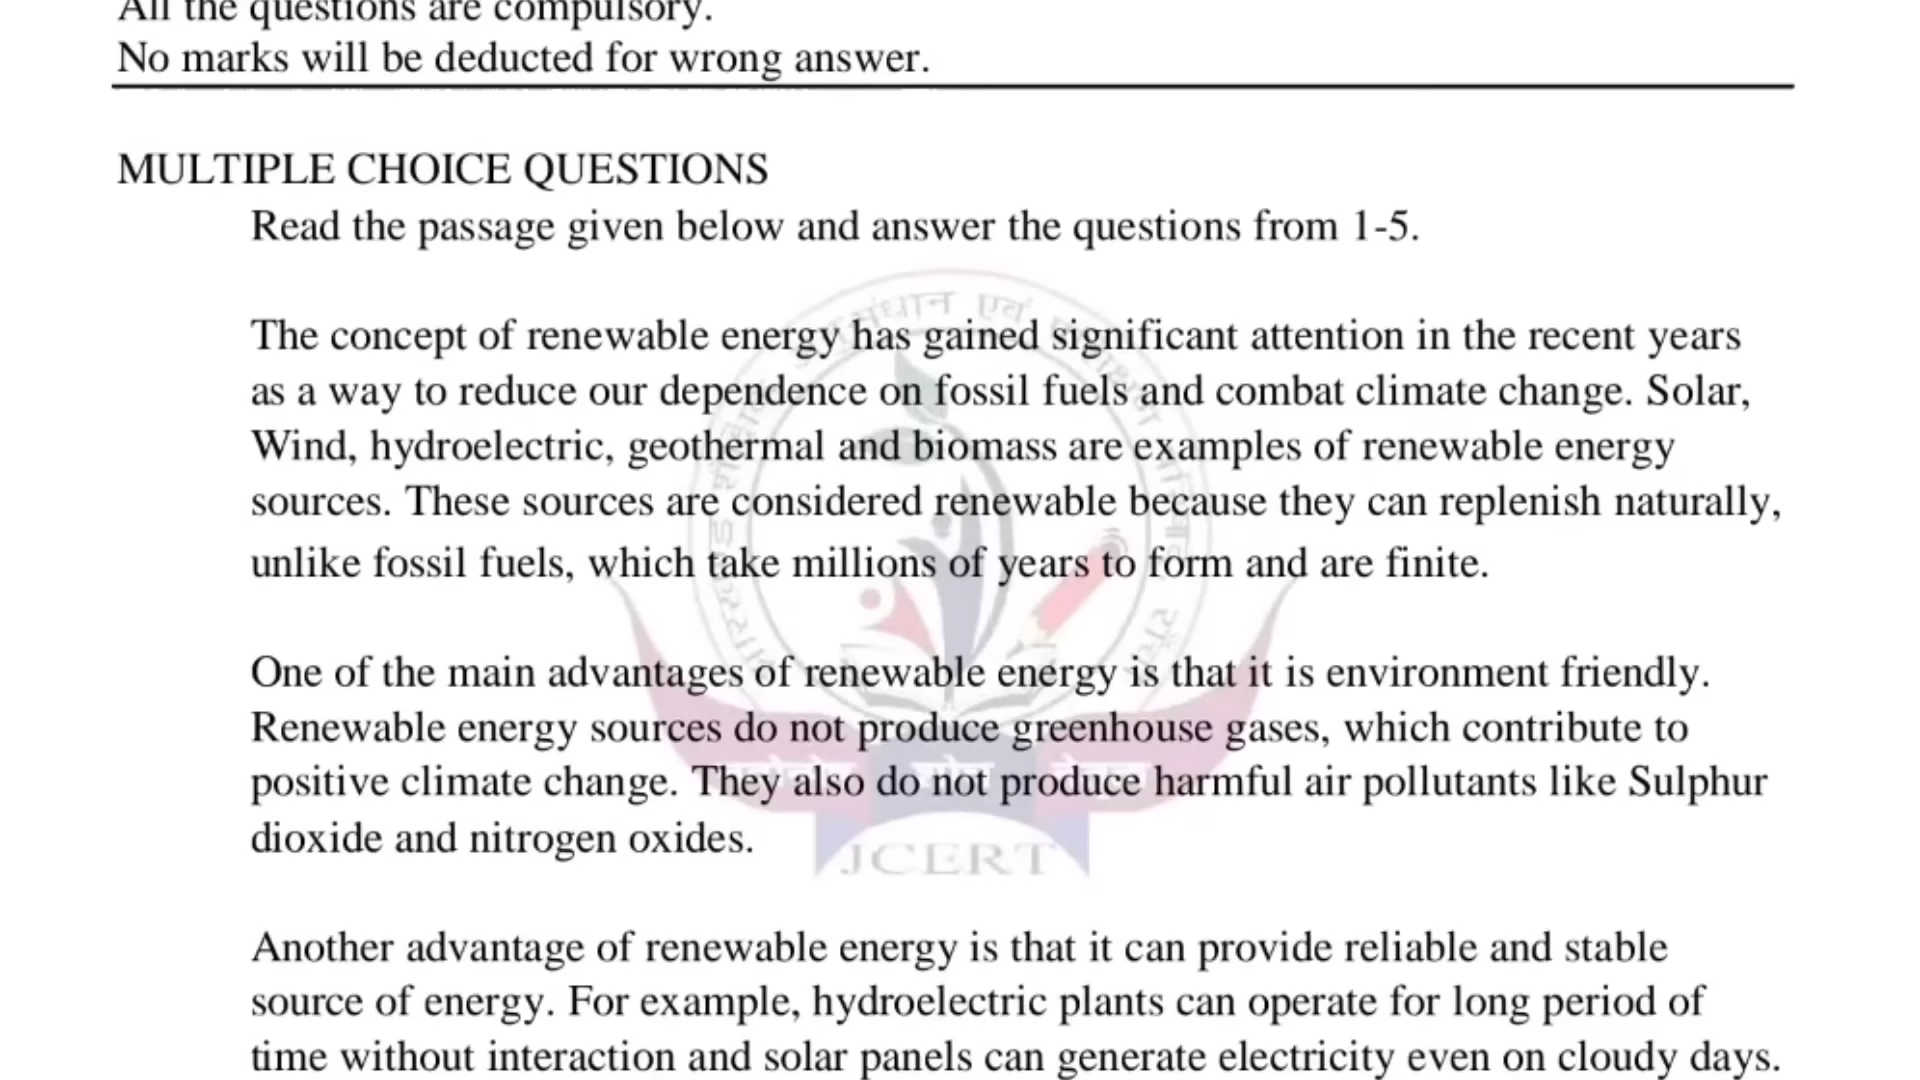 All the questions are compulsory.
No marks will be deducted for wrong answer.
MULTIPLE CHOICE QUESTIONS
Read the passage given below and answer the questions from 1-5.
The concept of renewable energy has gained significant attention in the recent years
as a way to reduce our dependence on fossil fuels and combat climate change. Solar,
Wind, hydroelectric, geothermal and biomass are examples of renewable energy
sources. These sources are considered renewable because they can replenish naturally,
unlike fossil fuels, which take millions of years to form and are finite.
One of the main advantages of renewable energy is that it is environment friendly.
Renewable energy sources do not produce greenhouse gases, which contribute to
positive climate change. They also do not produce harmful air pollutants like Sulphur
dioxide and nitrogen oxides.
JCERT
Another advantage of renewable energy is that it can provide reliable and stable
source of energy. For example, hydroelectric plants can operate for long period of
time without interaction and solar panels can generate electricity even on cloudy days.